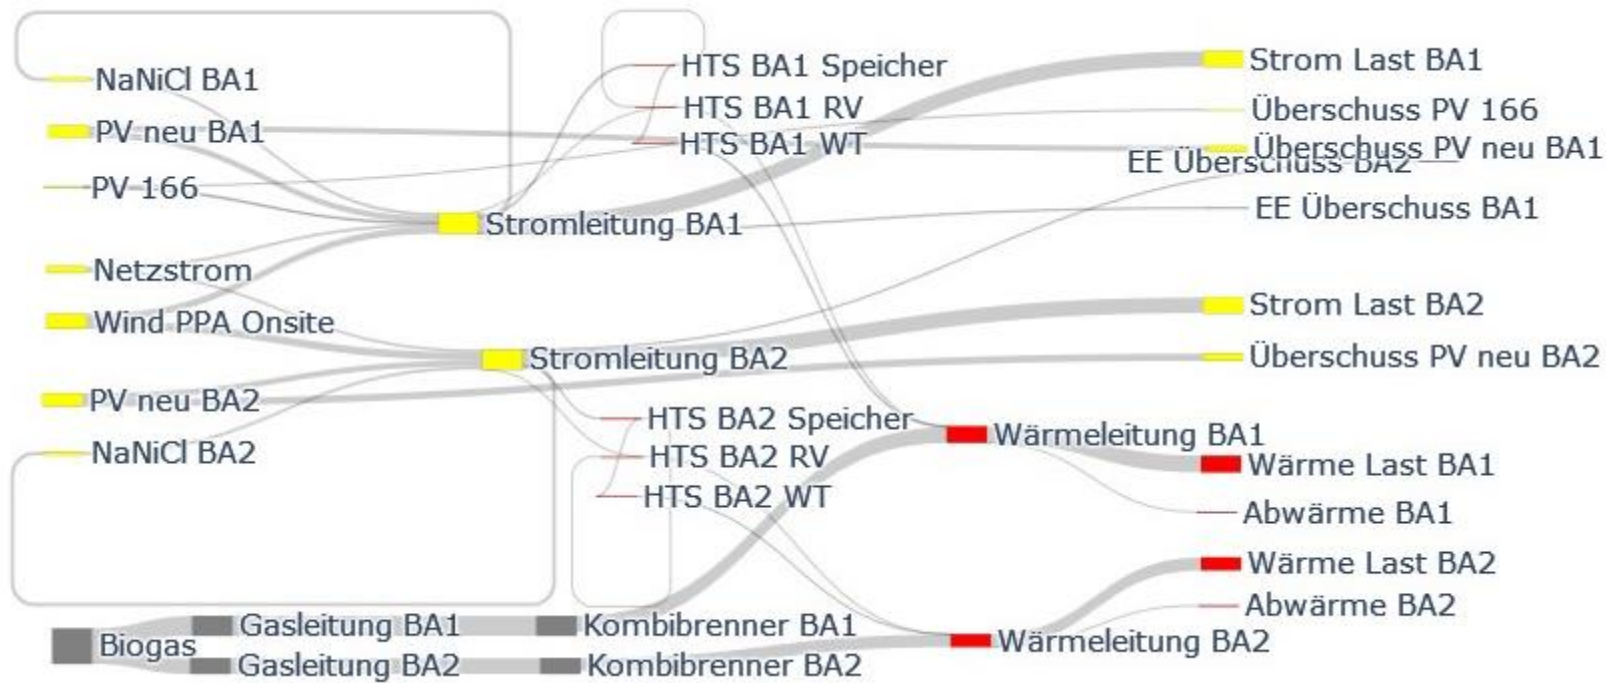 NaNiCl BA1
PV neu BA1
PV 166
Netzstrom
Wind PPA Onsite
PV neu BA2
NaNiCl BA2
Biogas
Gasleitung BA1
Gasleitung BA2
Stromleitung BA1
Stromleitung BA2
HTS BA1 Speicher
HTS BA1 RV
HTS BA1 WT
HTS BA2 Speicher
HTS BA2 RV
HTS BA2 WT
Kombibrenner BA1
Kombibrenner BA2
Wärmeleitung BA1
Wärmeleitung BA2
Strom Last BA1
Überschuss PV 166
Überschuss PV neu BA1
EE Überschuss BA2
EE Überschuss BA1
Strom Last BA2
Überschuss PV neu BA2
Wärme Last BA1
Abwärme BA1
Wärme Last BA2
Abwärme BA2